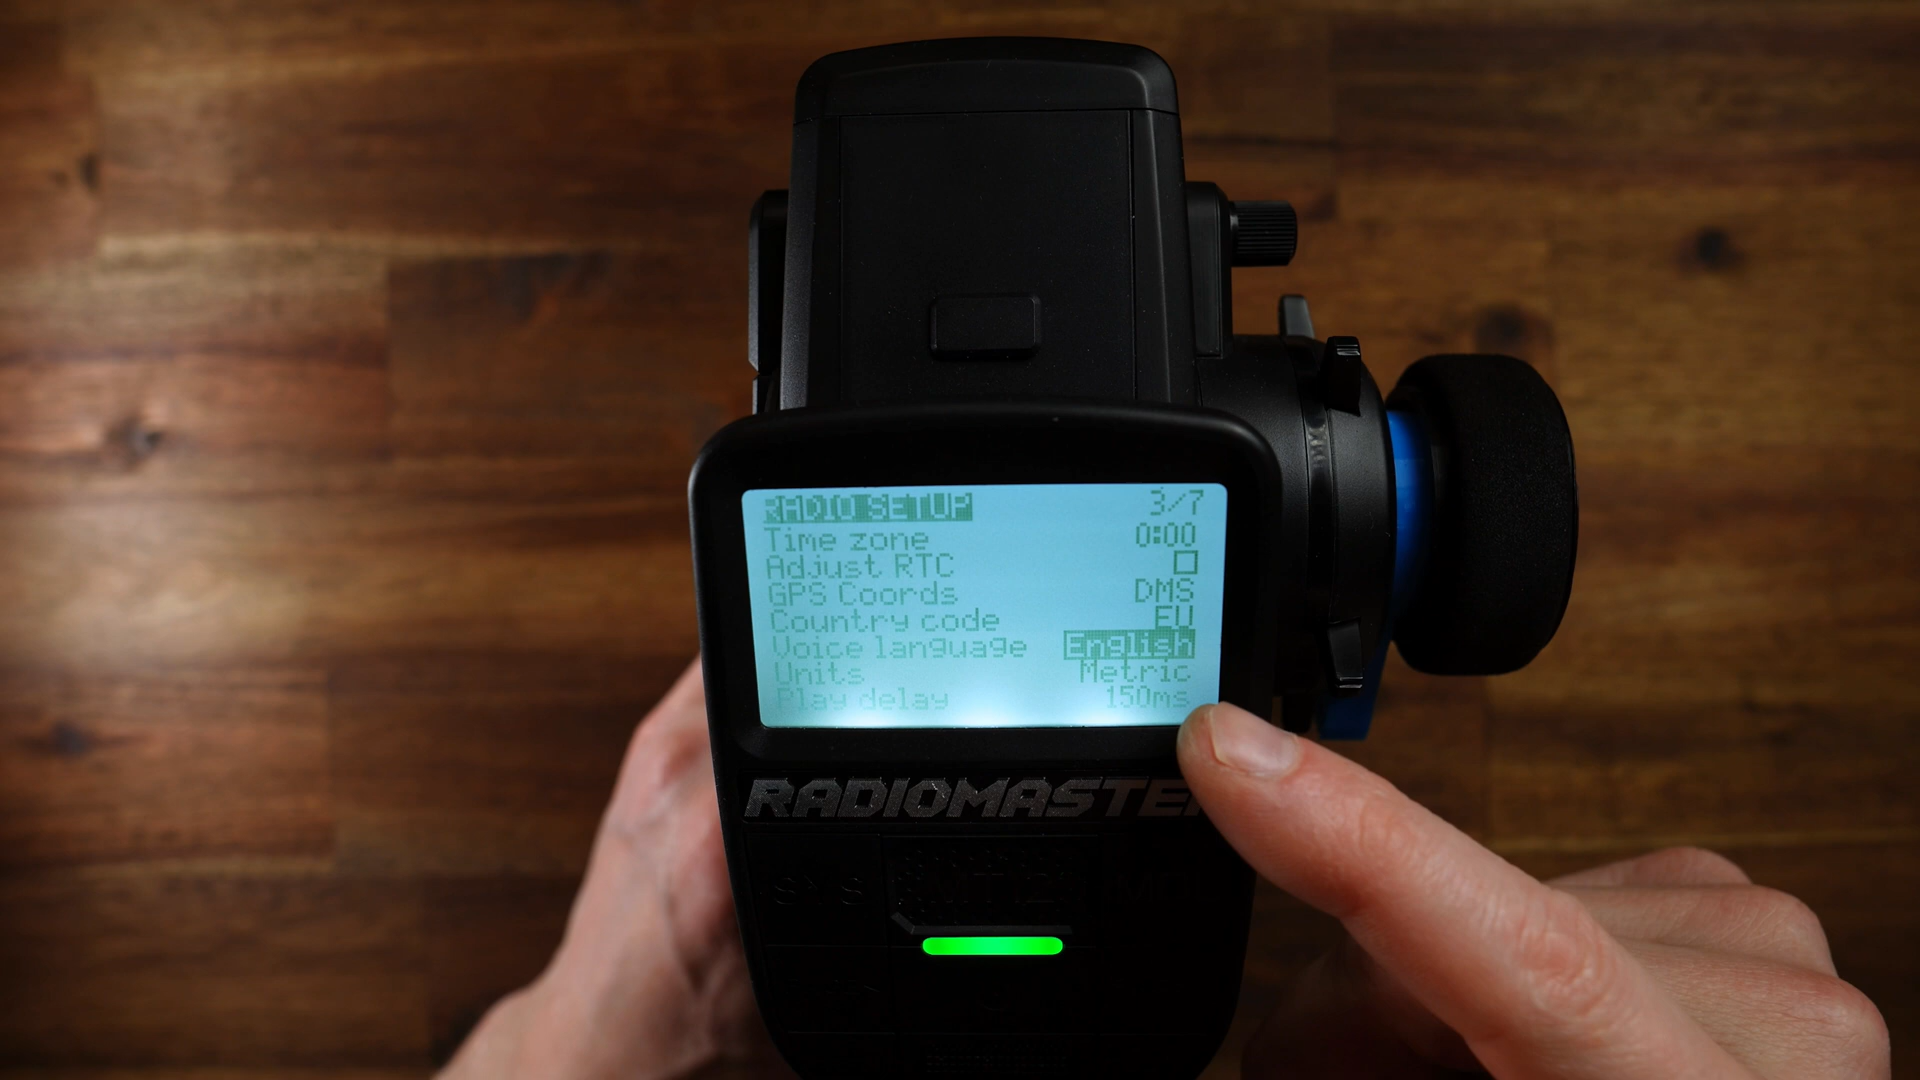 RADIO SETUP 3/7
Time zone 0:00
Adjust RTC
GPS Coords DMS
Country code EU
Voice language English
Units Metric
Play delay 150ms
RADIOMASTER
SYS